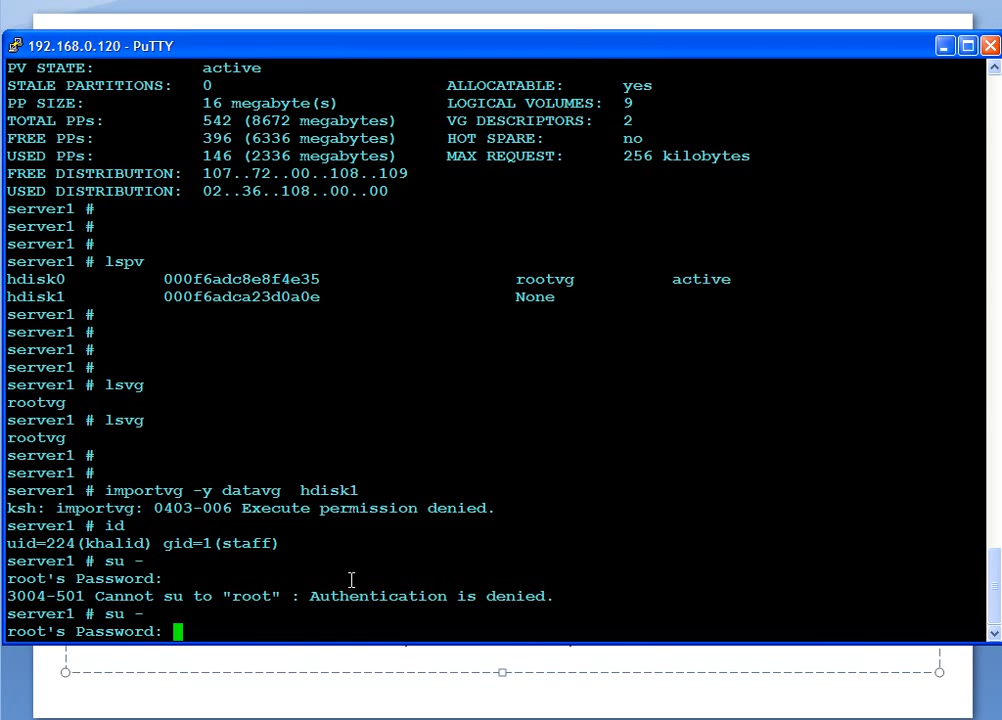 192.168.0.120 - PuTTY
PV STATE: active
STALE PARTITIONS: 0 ALLOCATABLE: yes
PP SIZE: 16 megabyte(s) LOGICAL VOLUMES: 9
TOTAL PPs: 542 (8672 megabytes) VG DESCRIPTORS: 2
FREE PPs: 396 (6336 megabytes) HOT SPARE: no
USED PPs: 146 (2336 megabytes) MAX REQUEST: 256 kilobytes
FREE DISTRIBUTION: 107..72..00..108..109
USED DISTRIBUTION: 02..36..108..00..00
server1 #
server1 #
server1 #
server1 # lspv
hdisk0 000f6adc8e8f4e35 rootvg active
hdisk1 000f6adca23d0a0e None
server1 #
server1 #
server1 #
server1 #
server1 # lsvg
rootvg
server1 # lsvg
rootvg
server1 #
server1 #
server1 # importvg -y datavg hdisk1
ksh: importvg: 0403-006 Execute permission denied.
server1 # id
uid=224(khalid) gid=1(staff)
server1 # su -
root's Password:
3004-501 Cannot su to "root" : Authentication is denied.
server1 # su -
root's Password: